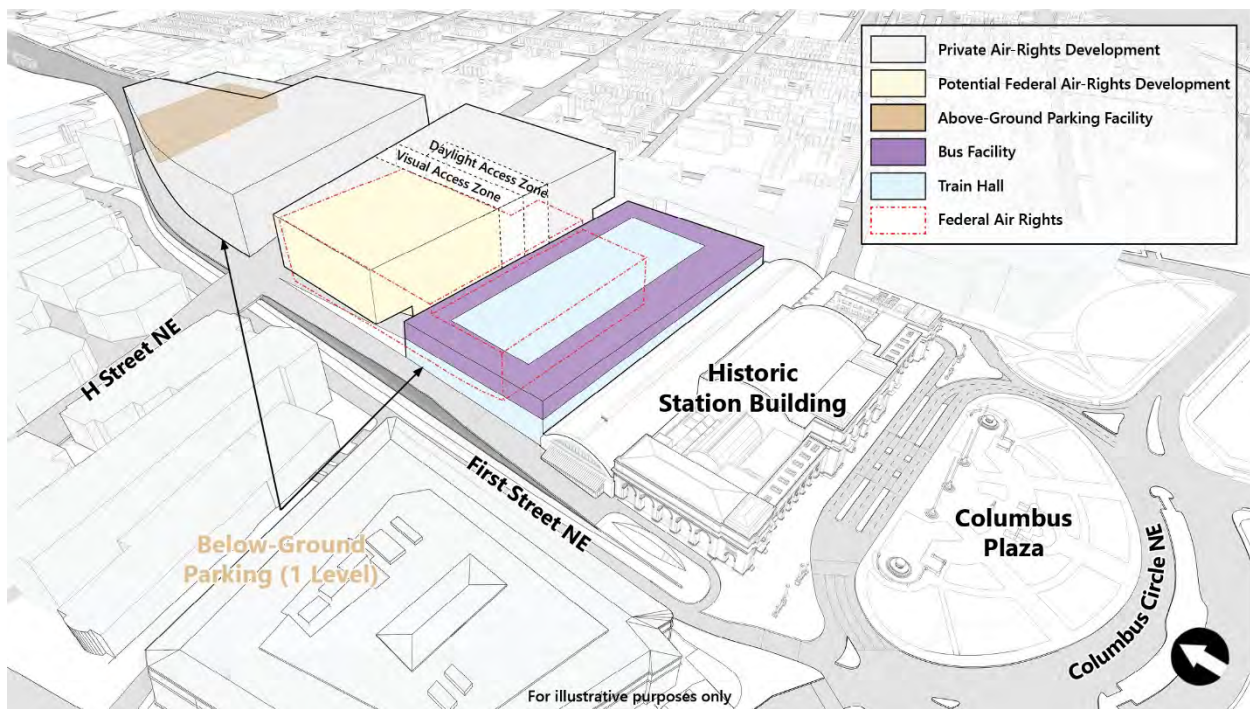 Private Air-Rights Development
Potential Federal Air-Rights Development
Above-Ground Parking Facility
Bus Facility
Train Hall
Federal Air Rights
Daylight Access Zone
Visual Access Zone
H Street NE
Historic
Station Building
First Street NE
Columbus
Plaza
Columbus Circle NE
Below-Ground
Parking (1 Level)
For illustrative purposes only